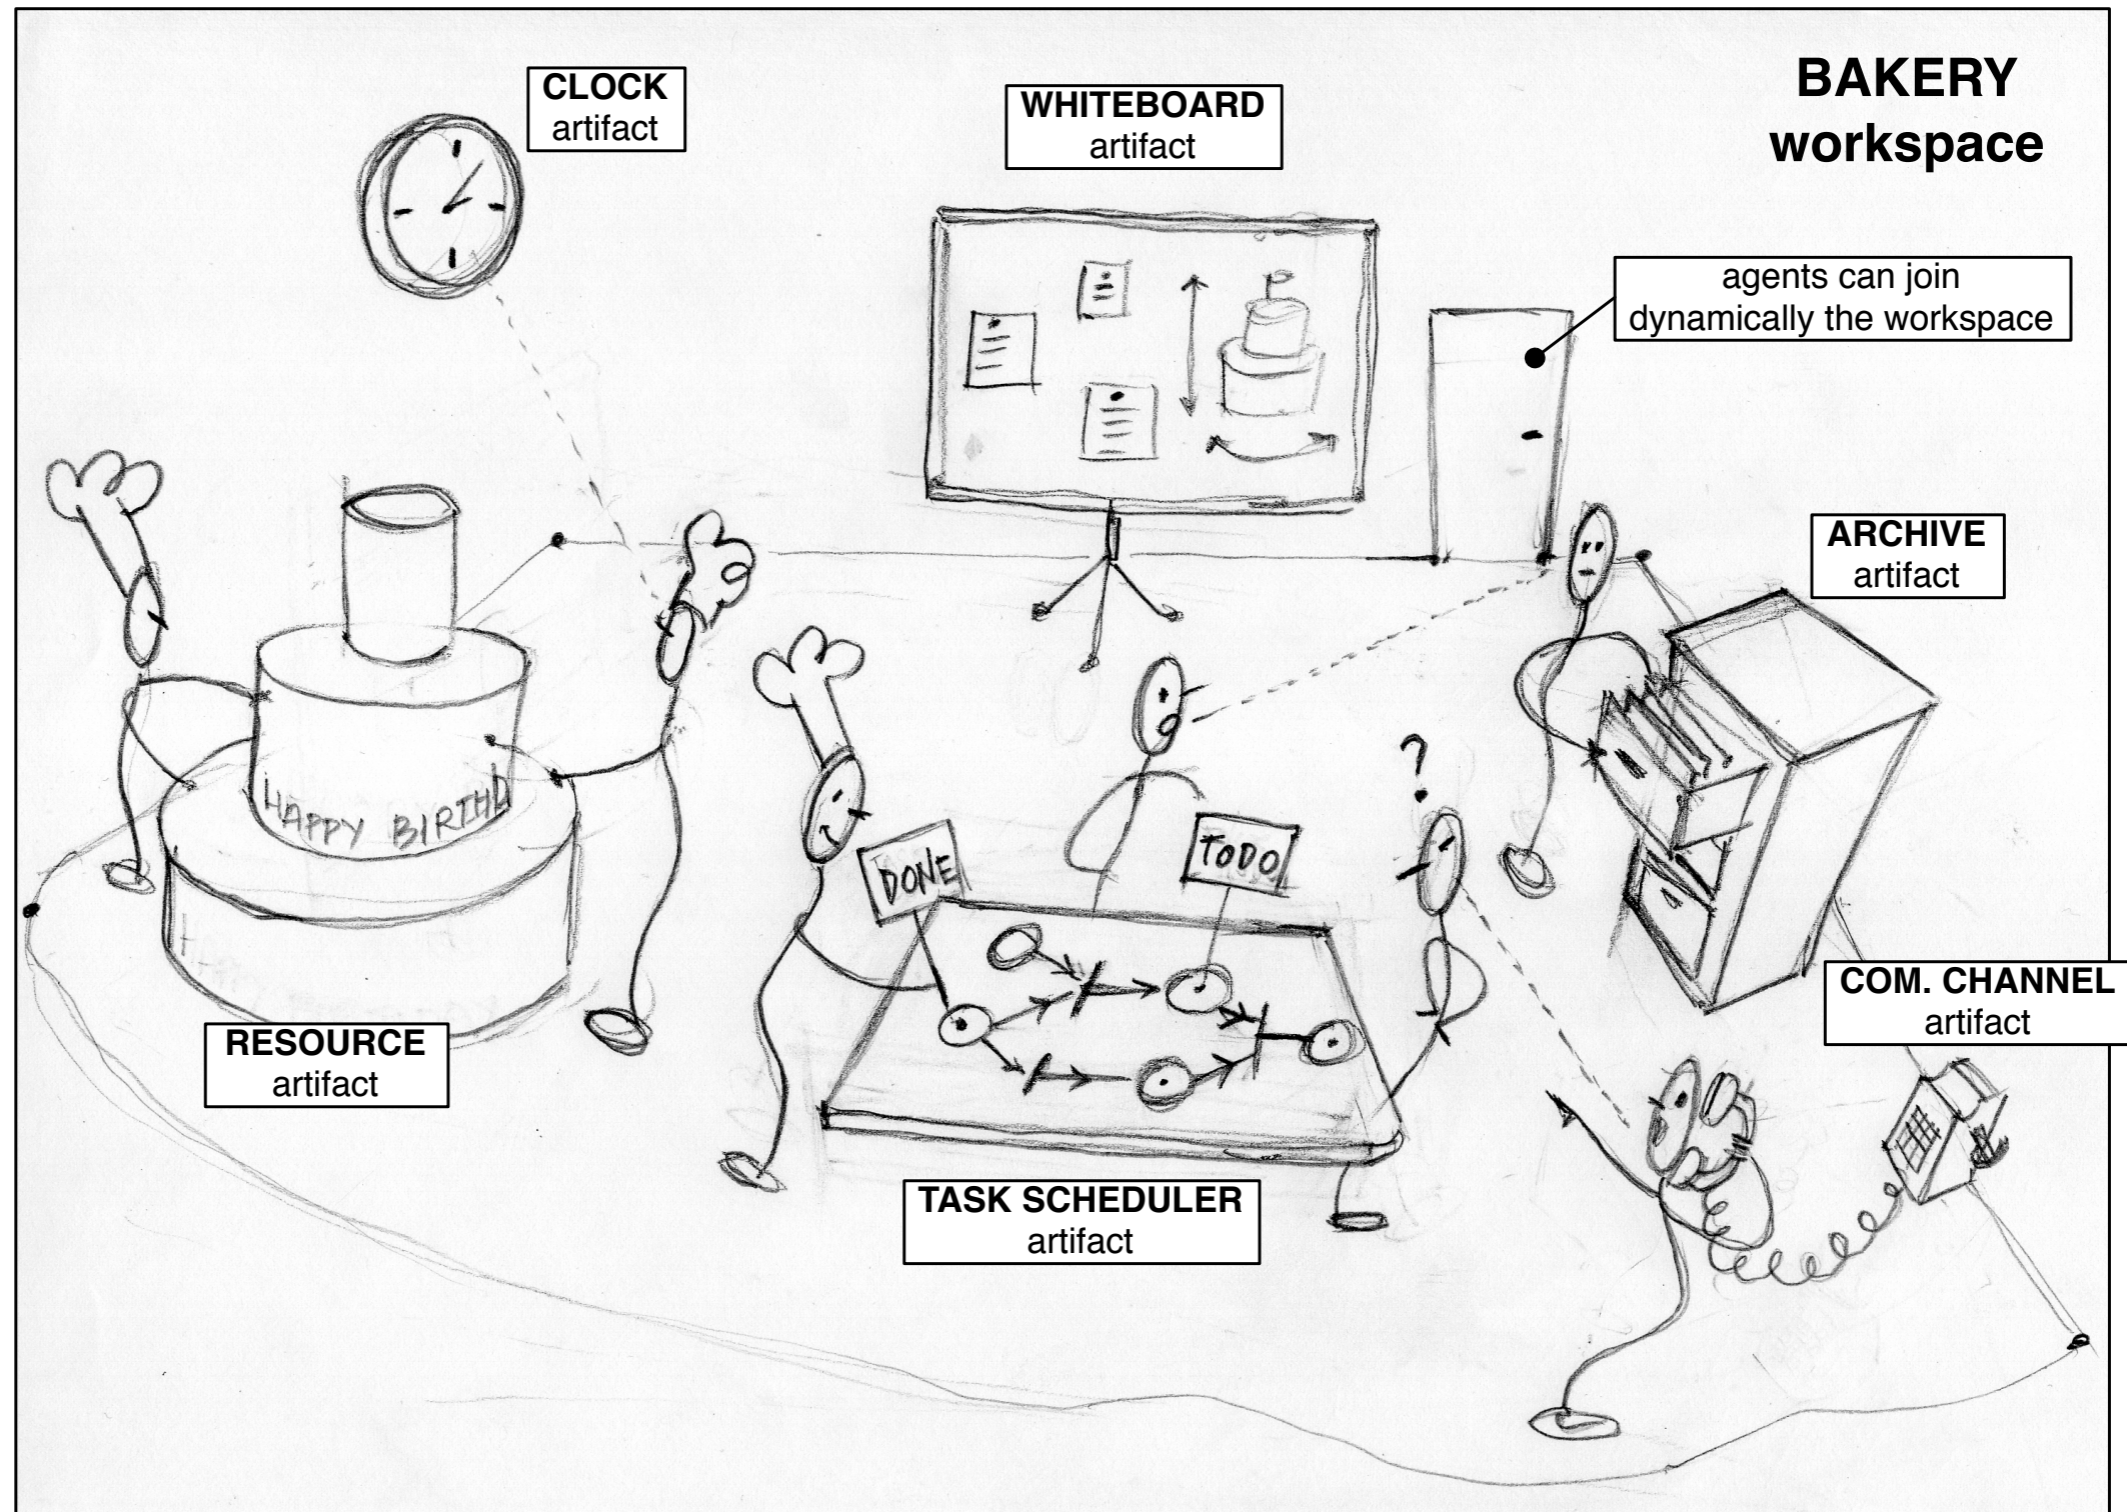 BAKERY
workspace
CLOCK
artifact
WHITEBOARD
artifact
agents can join
dynamically the workspace
ARCHIVE
artifact
?
HAPPY BIRTHD
DONE
TODO
COM. CHANNEL
artifact
RESOURCE
artifact
TASK SCHEDULER
artifact